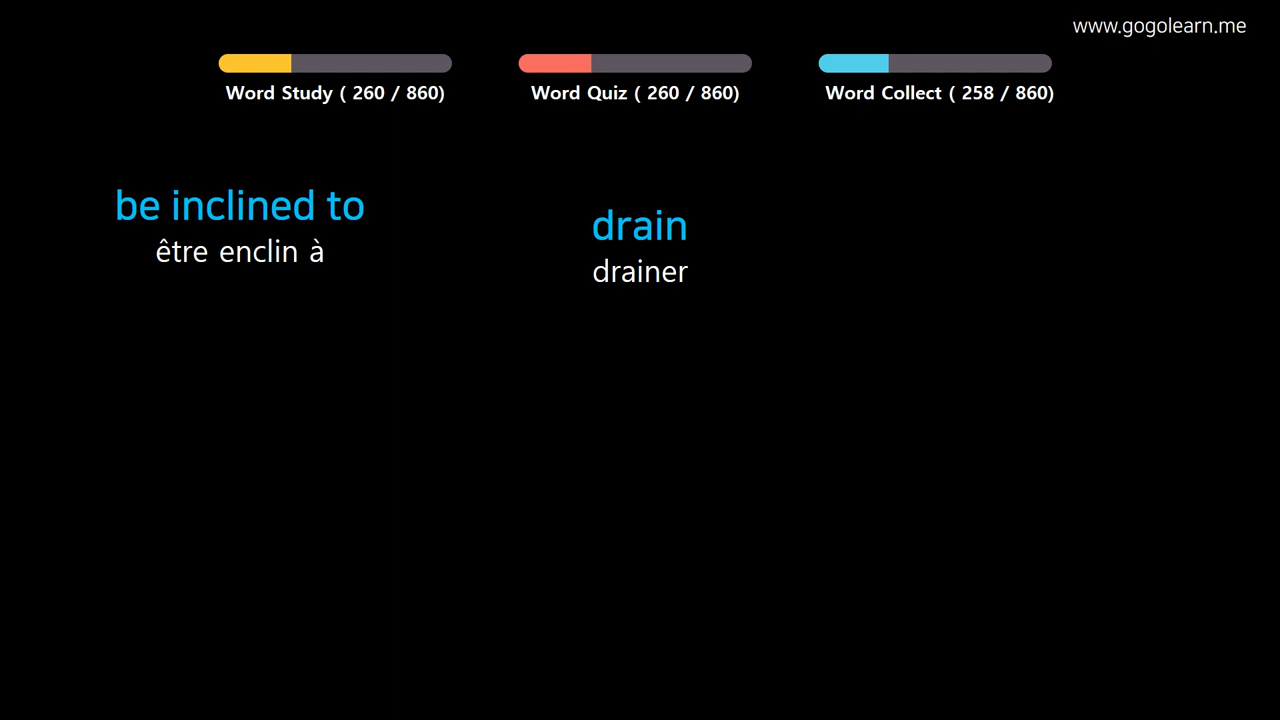 www.gogolearn.me
Word Study ( 260 / 860)
Word Quiz ( 260 / 860)
Word Collect ( 258 / 860)
be inclined to
être enclin à
drain
drainer